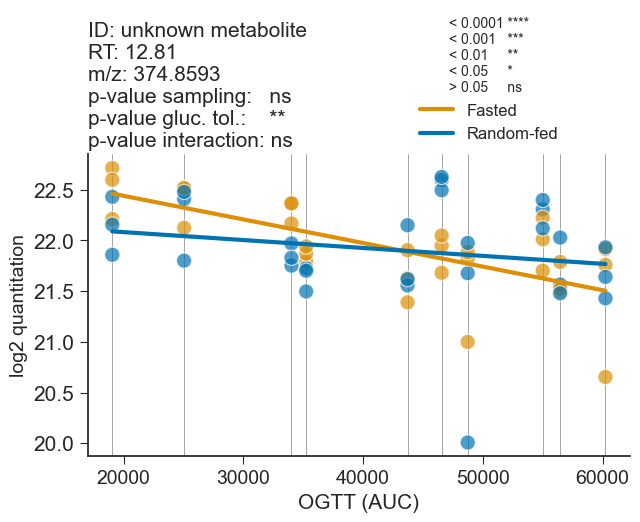 ID: unknown metabolite
RT: 12.81
m/z: 374.8593
p-value sampling: ns
p-value gluc. tol.: **
p-value interaction: ns
< 0.0001 ****
< 0.001 ***
< 0.01 **
< 0.05 *
> 0.05 ns
Fasted
Random-fed
log2 quantitation
22.5
22.0
21.5
21.0
20.5
20.0
20000 30000 40000 50000 60000
OGTT (AUC)